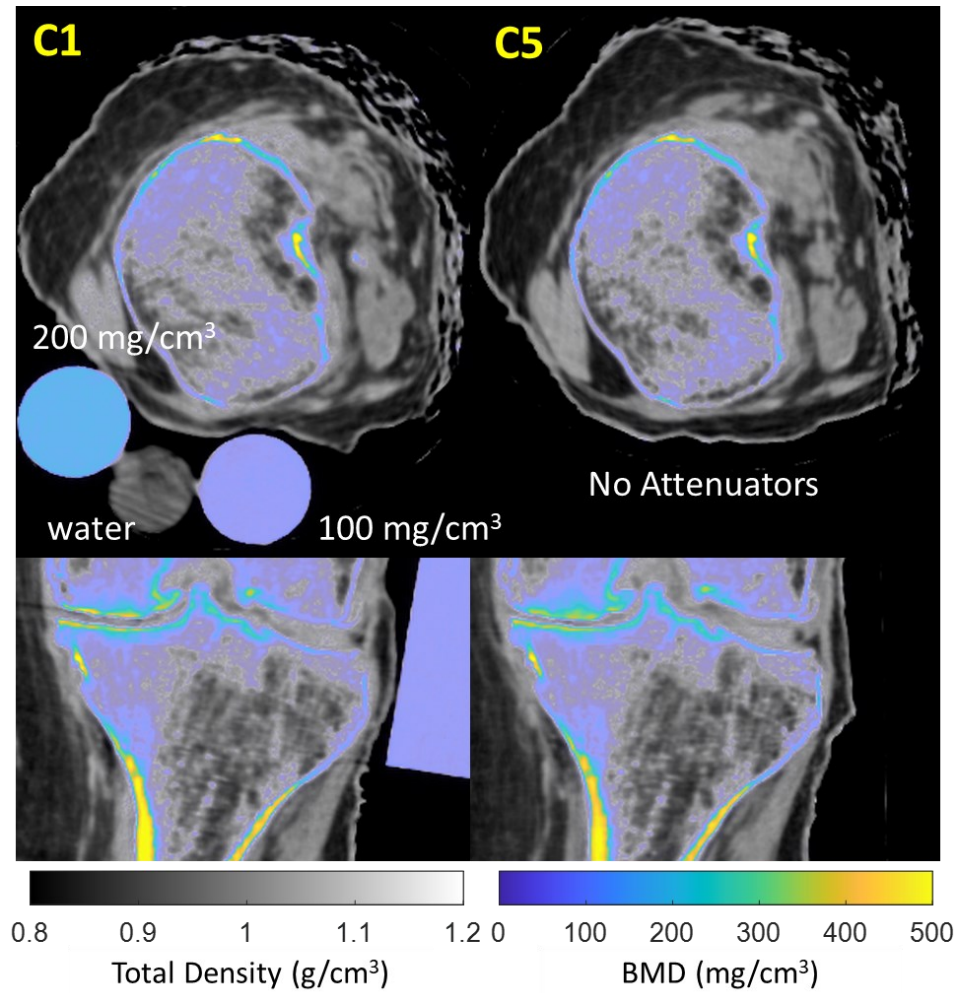 C1
C5
200 mg/cm³
No Attenuators
water
100 mg/cm³
0.8 0.9 1 1.1 1.2
0 100 200 300 400 500
Total Density (g/cm³)
BMD (mg/cm³)